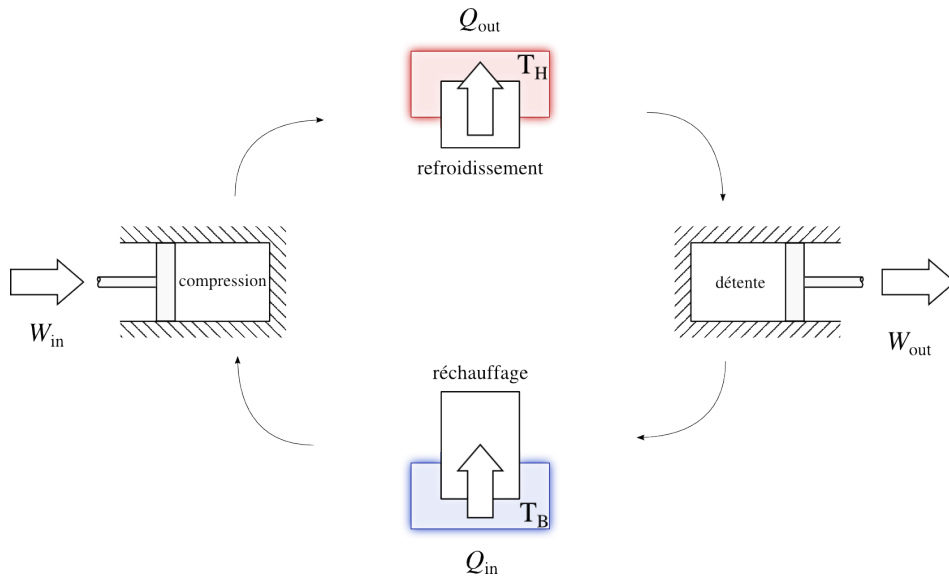 Q_out
T_H
refroidissement
compression
détente
W_in
W_out
réchauffage
T_B
Q_in